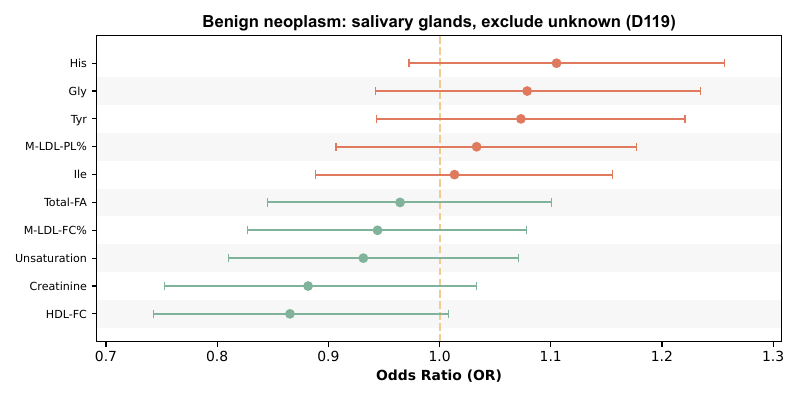 Benign neoplasm: salivary glands, exclude unknown (D119)
His
Gly
Tyr
M-LDL-PL%
Ile
Total-FA
M-LDL-FC%
Unsaturation
Creatinine
HDL-FC
0.7 0.8 0.9 1.0 1.1 1.2 1.3
Odds Ratio (OR)